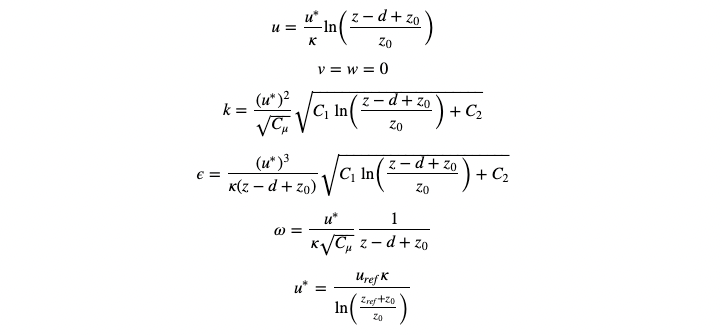 u = \frac{u^*}{\kappa} \ln\left(\frac{z - d + z_0}{z_0}\right)
v = w = 0
k = \frac{(u^*)^2}{\sqrt{C_\mu}} \sqrt{C_1 \ln\left(\frac{z - d + z_0}{z_0}\right) + C_2}
\epsilon = \frac{(u^*)^3}{\kappa(z - d + z_0)} \sqrt{C_1 \ln\left(\frac{z - d + z_0}{z_0}\right) + C_2}
\omega = \frac{u^*}{\kappa\sqrt{C_\mu}} \frac{1}{z - d + z_0}
u^* = \frac{u_{ref}\kappa}{\ln\left(\frac{z_{ref} + z_0}{z_0}\right)}